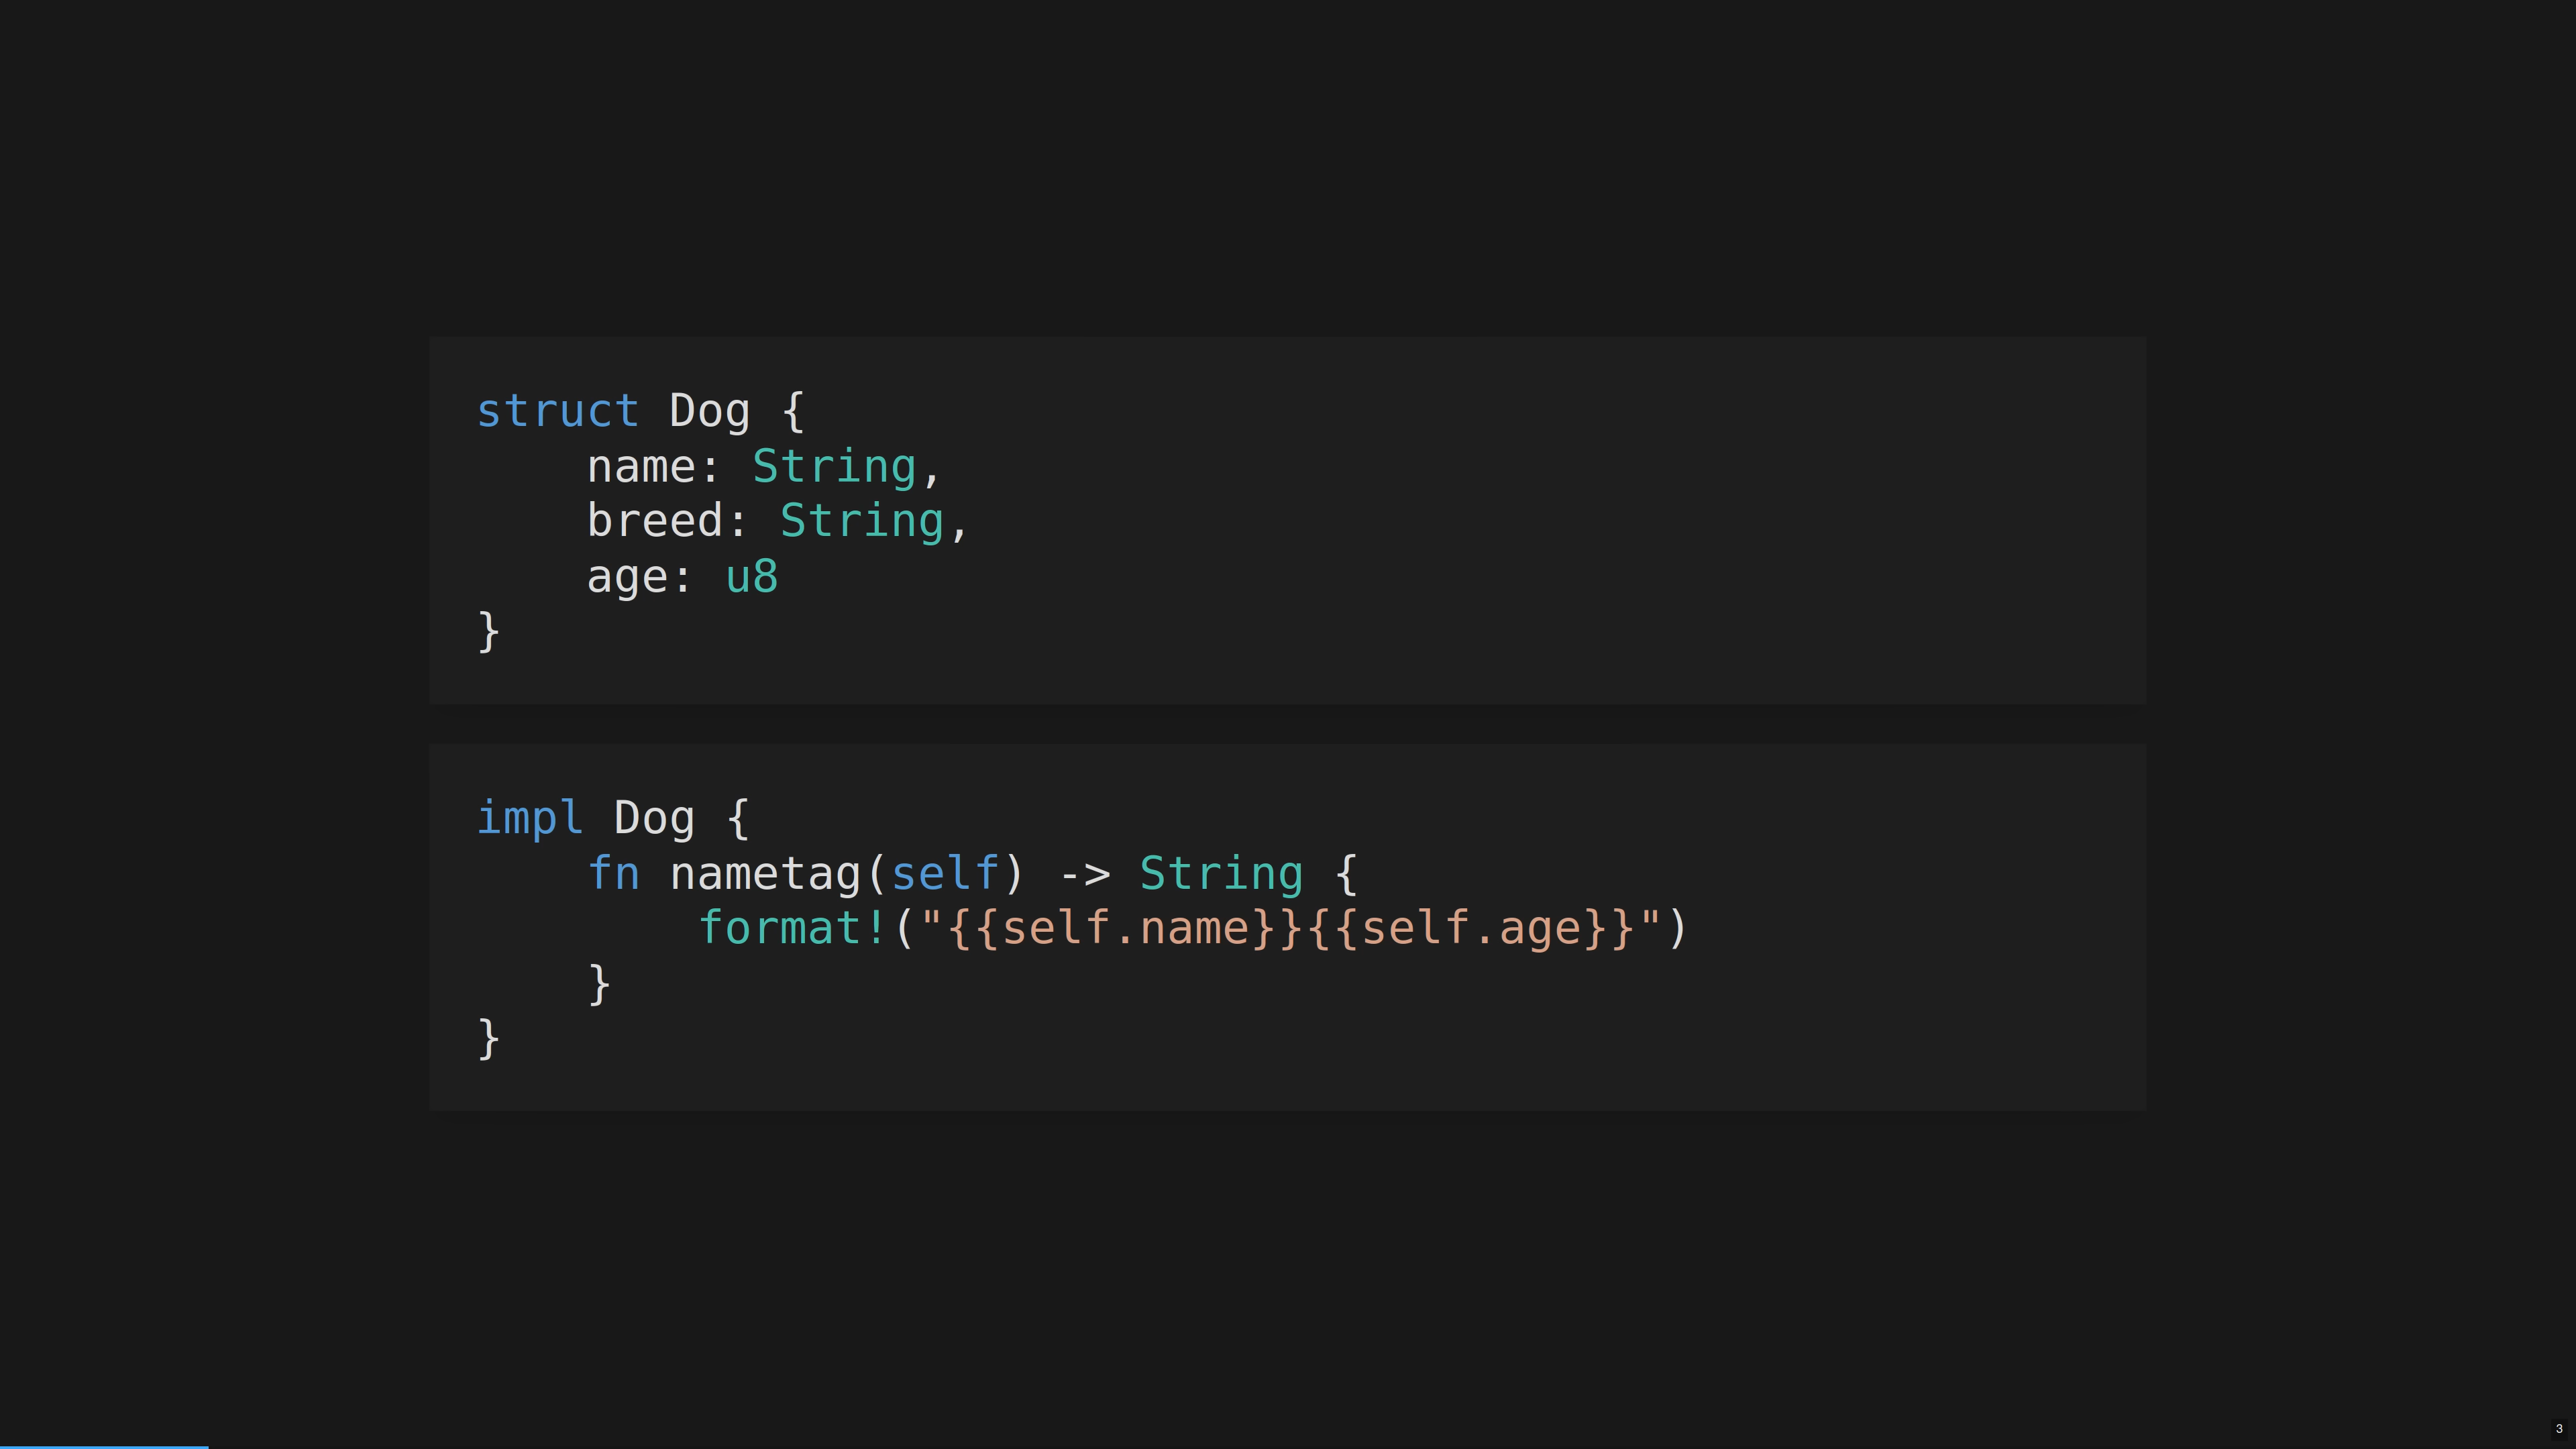 struct Dog {
    name: String,
    breed: String,
    age: u8
}
impl Dog {
    fn nametag(self) -> String {
        format!("{{self.name}}{{self.age}}")
    }
}
3